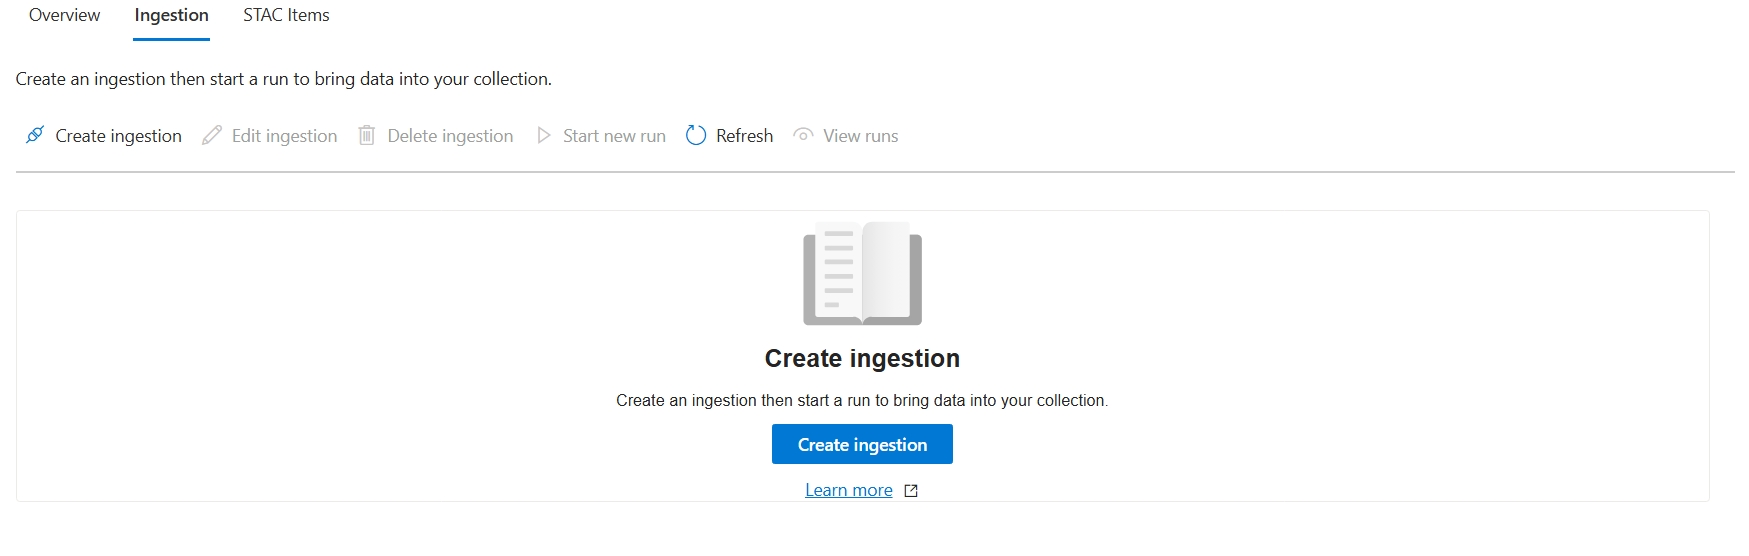 Overview Ingestion STAC Items
Create an ingestion then start a run to bring data into your collection.
Create ingestion Edit ingestion Delete ingestion Start new run Refresh View runs
Create ingestion
Create an ingestion then start a run to bring data into your collection.
Create ingestion
Learn more